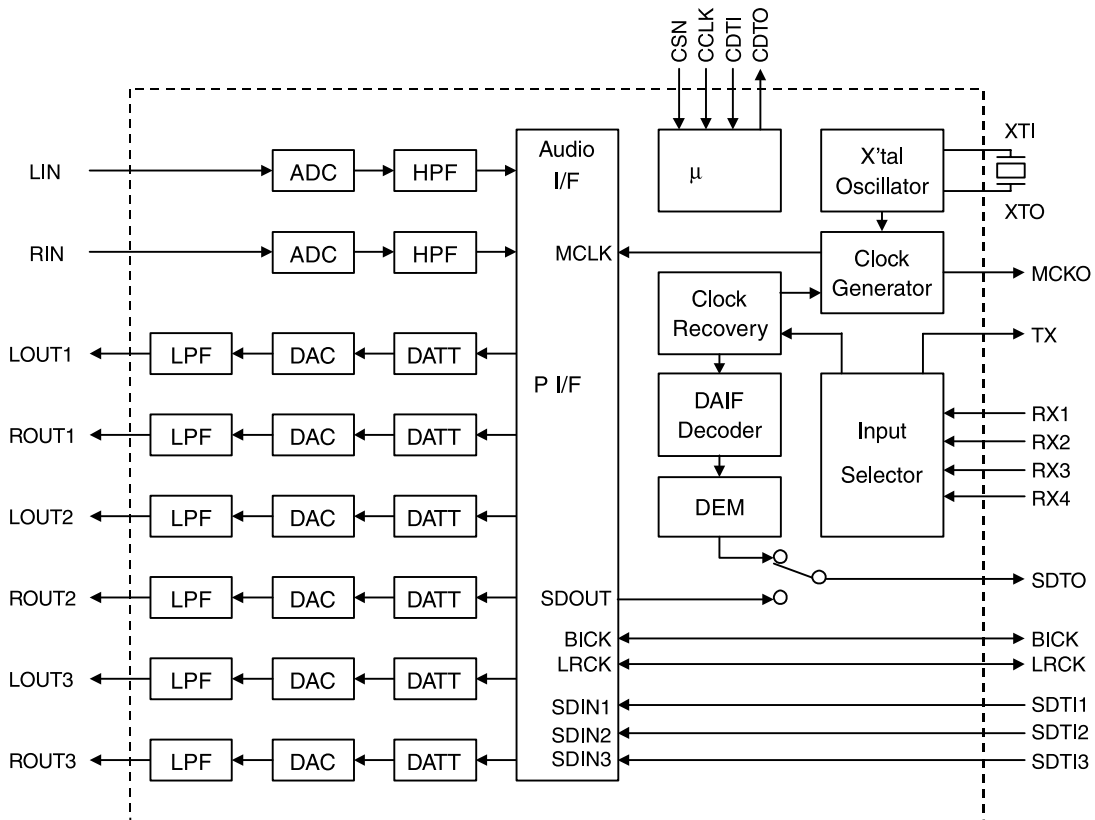 CSN
CCLK
CDTI
CDTO
LIN
ADC
HPF
Audio
I/F
μ
X'tal
Oscillator
XTI
XTO
RIN
ADC
HPF
MCLK
Clock
Generator
MCKO
Clock
Recovery
TX
LOUT1
LPF
DAC
DATT
P I/F
DAIF
Decoder
Input
Selector
RX1
RX2
RX3
RX4
ROUT1
LPF
DAC
DATT
LOUT2
LPF
DAC
DATT
DEM
ROUT2
LPF
DAC
DATT
SDOUT
SDTO
BICK
BICK
LRCK
LRCK
LOUT3
LPF
DAC
DATT
SDIN1
SDTI1
SDIN2
SDTI2
SDIN3
SDTI3
ROUT3
LPF
DAC
DATT